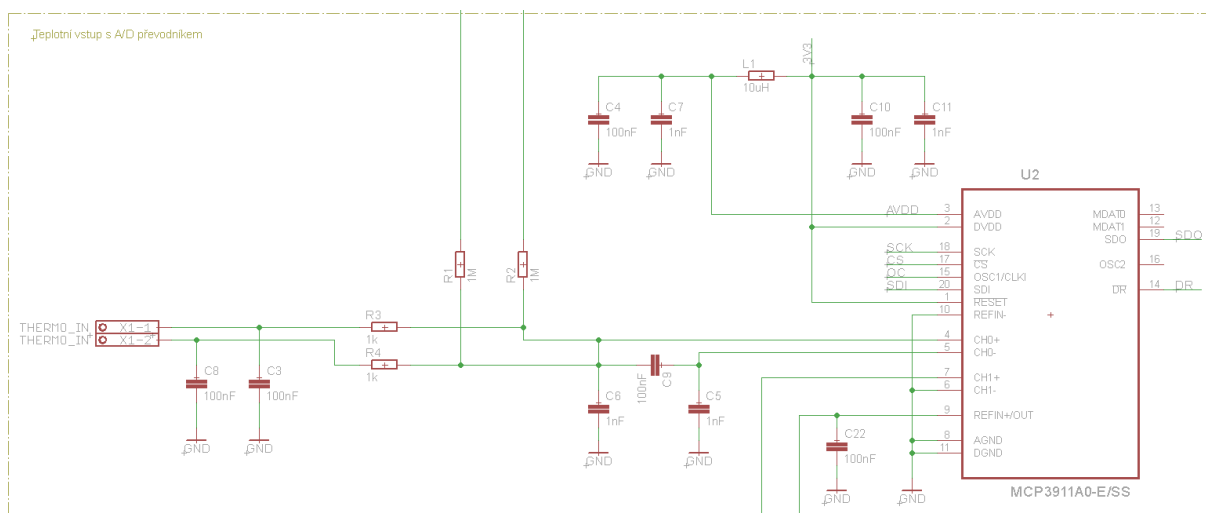 Teplotní vstup s A/D převodníkem
3V3
L1
10uH
C4
100nF
C7
1nF
C10
100nF
C11
1nF
GND
GND
GND
GND
U2
AVDD
3
AVDD
MDAT0
13
2
DVDD
MDAT1
12
SDO
19
SDO
SCK
18
SCK
CS
17
CS
OSC2
16
OC
15
OSC1/CLKI
SDI
20
SDI
DR
14
DR
1
RESET
10
REFIN-
R1
1M
R2
1M
THERMO_IN
X1-1
THERMO_IN
X1-2
R3
1k
R4
1k
4
CH0+
5
CH0-
7
CH1+
6
CH1-
9
REFIN+/OUT
8
AGND
11
DGND
C8
100nF
C3
100nF
100nF
C9
C6
1nF
C5
1nF
C22
100nF
GND
GND
GND
GND
GND
GND
MCP3911A0-E/SS